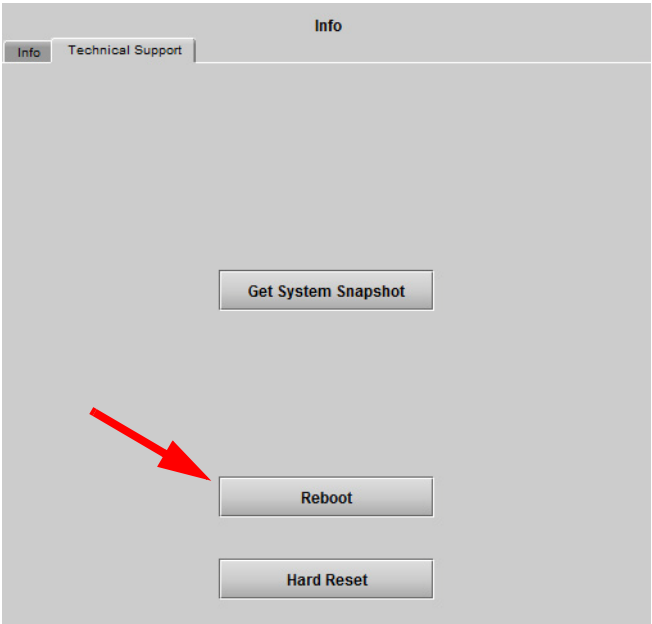 Info
Info
Technical Support
Get System Snapshot
Reboot
Hard Reset